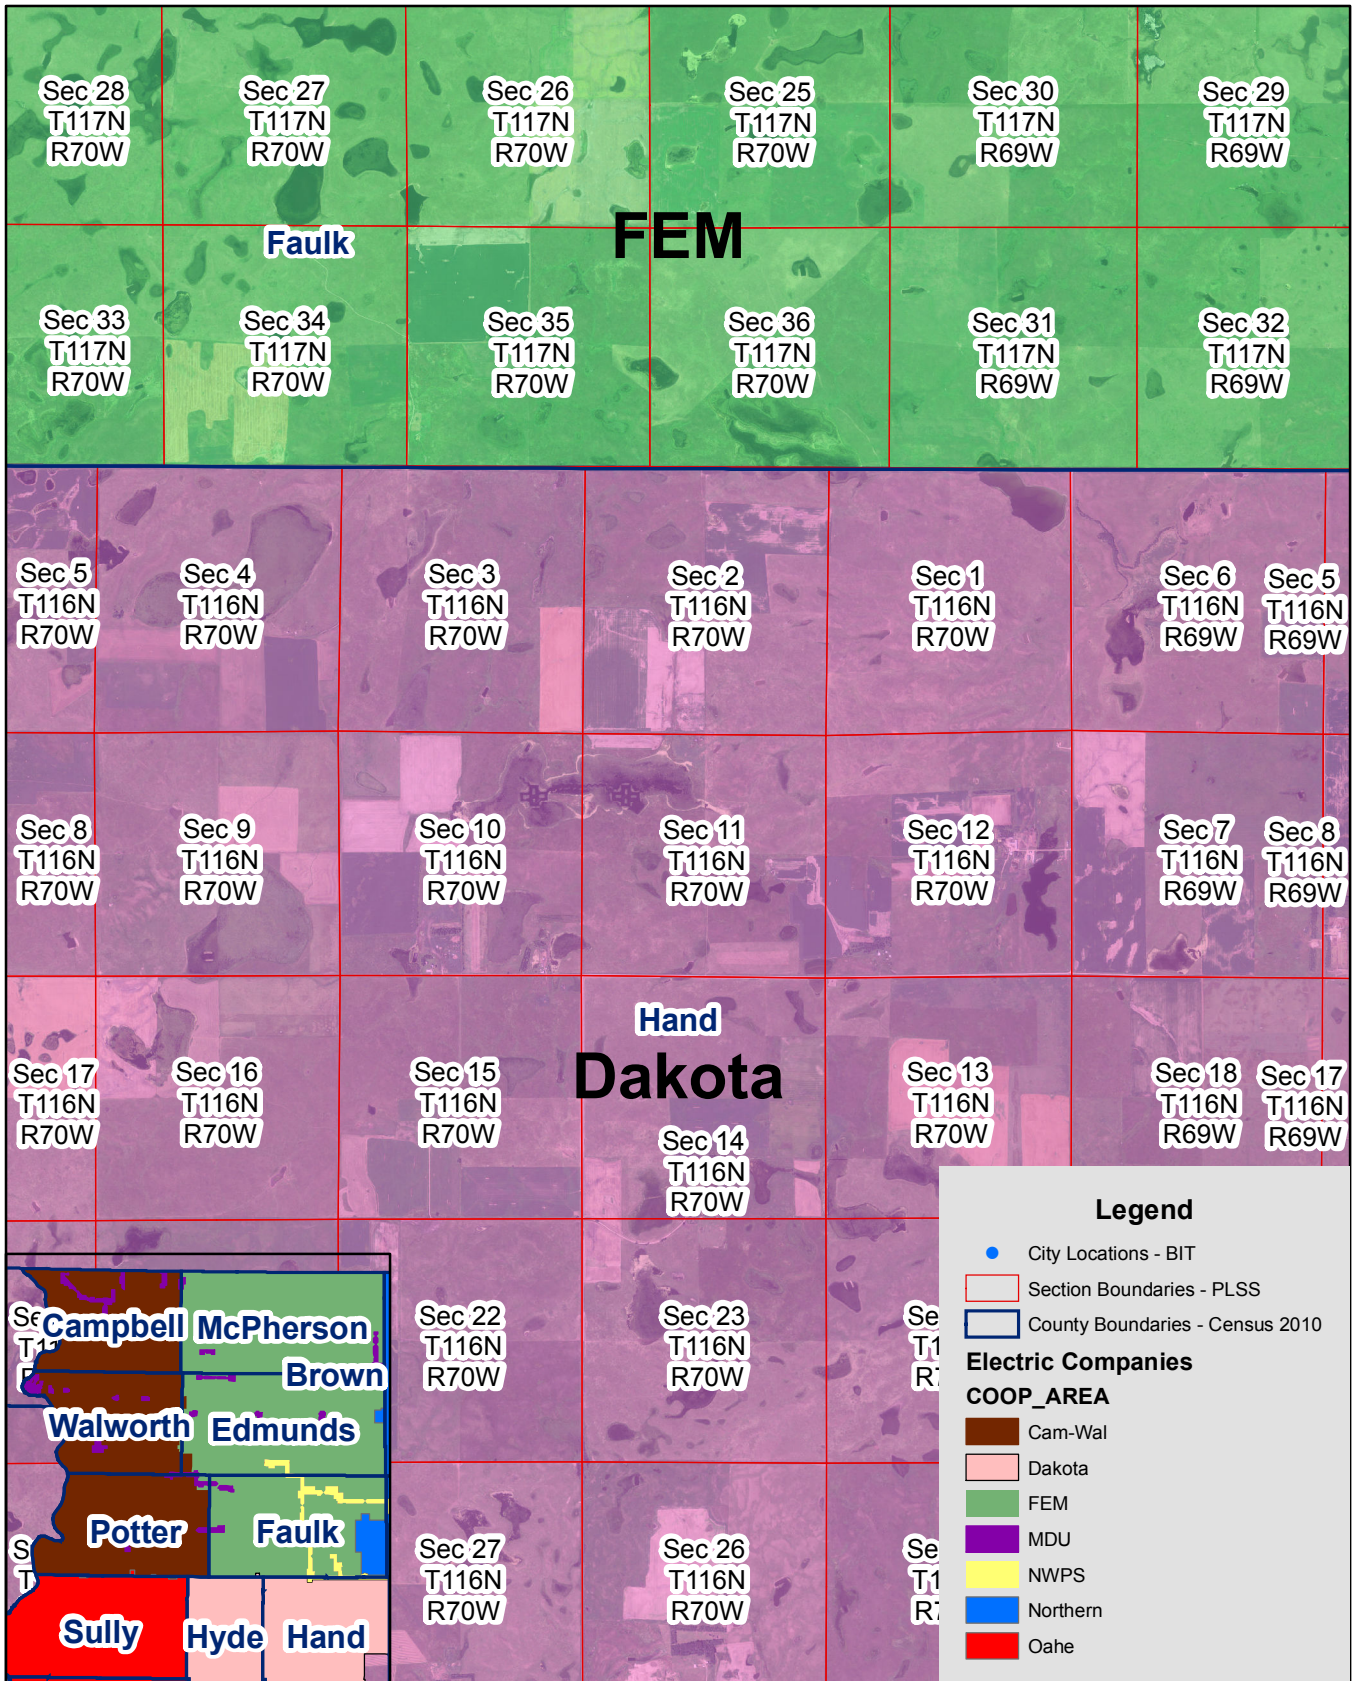 Sec 28
T117N
R70W
Sec 27
T117N
R70W
Sec 26
T117N
R70W
Sec 25
T117N
R70W
Sec 30
T117N
R69W
Sec 29
T117N
R69W
Faulk
FEM
Sec 33
T117N
R70W
Sec 34
T117N
R70W
Sec 35
T117N
R70W
Sec 36
T117N
R70W
Sec 31
T117N
R69W
Sec 32
T117N
R69W
Sec 5
T116N
R70W
Sec 4
T116N
R70W
Sec 3
T116N
R70W
Sec 2
T116N
R70W
Sec 1
T116N
R70W
Sec 6
T116N
R69W
Sec 5
T116N
R69W
Sec 8
T116N
R70W
Sec 9
T116N
R70W
Sec 10
T116N
R70W
Sec 11
T116N
R70W
Sec 12
T116N
R70W
Sec 7
T116N
R69W
Sec 8
T116N
R69W
Hand
Dakota
Sec 17
T116N
R70W
Sec 16
T116N
R70W
Sec 15
T116N
R70W
Sec 14
T116N
R70W
Sec 13
T116N
R70W
Sec 18
T116N
R69W
Sec 17
T116N
R69W
Sec 22
T116N
R70W
Sec 23
T116N
R70W
Sec 27
T116N
R70W
Sec 26
T116N
R70W
Campbell
McPherson
Brown
Walworth
Edmunds
Potter
Faulk
Sully
Hyde
Hand
Legend
City Locations - BIT
Section Boundaries - PLSS
County Boundaries - Census 2010
Electric Companies
COOP_AREA
Cam-Wal
Dakota
FEM
MDU
NWPS
Northern
Oahe